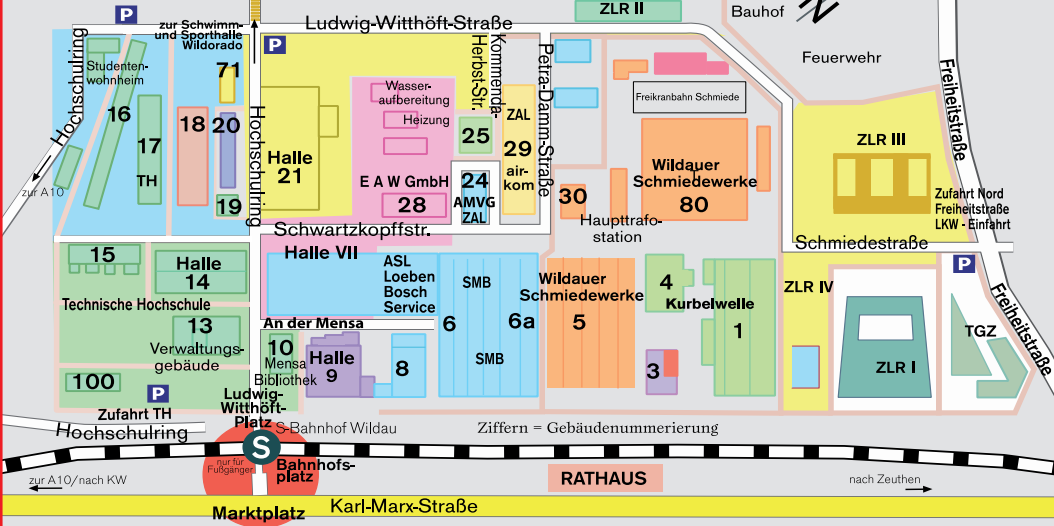 P
ZLR II
Bauhof
N
Ludwig-Witthöft-Straße
zur Schwimm-
und Sporthalle
Wildorado
P
Hochschulring
Studenten-
wohnheim
71
Feuerwehr
Kommenda-
Herbst-Str.
Petra-Damm-Straße
Freiheitstraße
Wasser-
aufbereitung
Heizung
Freikranbahn Schmiede
16
17
TH
18
20
19
Hochschulring
Halle
21
25
ZAL
29
air-
kom
ZLR III
E A W GmbH
28
24
AMVG
ZAL
30
Wildauer
Schmiedewerke
80
Haupttrafo-
station
zur A10
Zufahrt Nord
Freiheitstraße
LKW - Einfahrt
Schwartzkopffstr.
Schmiedestraße
15
Halle
14
Halle VII
ASL
Loeben
Bosch
Service
SMB
6
6a
SMB
Wildauer
Schmiedewerke
5
4
Kurbelwelle
1
3
ZLR IV
P
Freiheitstraße
TGZ
ZLR I
Technische Hochschule
13
Verwaltungs-
gebäude
An der Mensa
10
Mensa
Bibliothek
Halle
9
8
100
P
Zufahrt TH
Hochschulring
Ludwig-
Witthöft-
Platz
S-Bahnhof Wildau
Ziffern = Gebäudenummerierung
S
nur für
Fußgänger
Bahnhofs-
platz
RATHAUS
zur A10/nach KW
nach Zeuthen
Marktplatz
Karl-Marx-Straße